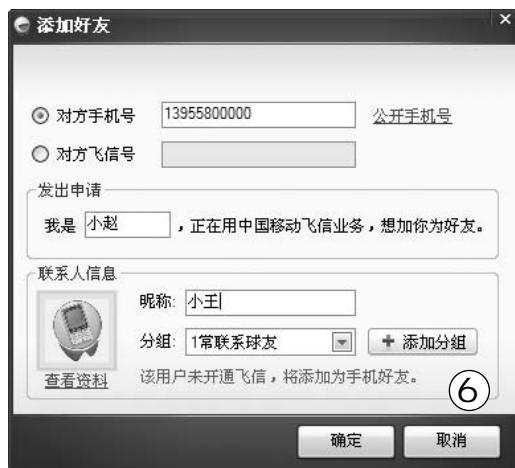 添加好友
对方手机号 13955800000 公开手机号
对方飞信号
发出申请
我是 小赵 ，正在用中国移动飞信业务，想加你为好友。
联系人信息
昵称: 小王
分组: 1常联系球友 + 添加分组
查看资料 该用户未开通飞信，将添加为手机好友。
⑥
确定 取消